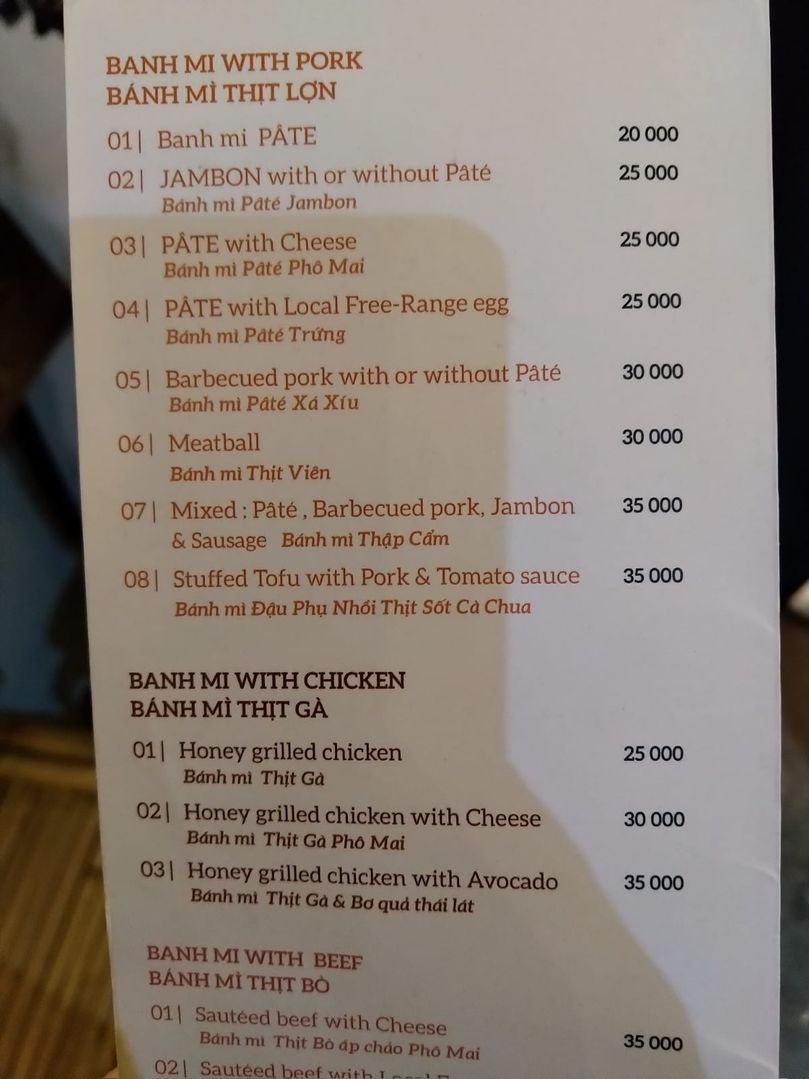 BANH MI WITH PORK
BÁNH MÌ THỊT LỢN
01| Banh mi PÂTE 20 000
02| JAMBON with or without Pâté 25 000
Bánh mì Pâté Jambon
03| PÂTE with Cheese 25 000
Bánh mì Pâté Phô Mai
04| PÂTE with Local Free-Range egg 25 000
Bánh mì Pâté Trứng
05| Barbecued pork with or without Pâté 30 000
Bánh mì Pâté Xá Xíu
06| Meatball 30 000
Bánh mì Thịt Viên
07| Mixed : Pâté , Barbecued pork, Jambon 35 000
& Sausage Bánh mì Thập Cẩm
08| Stuffed Tofu with Pork & Tomato sauce 35 000
Bánh mì Đậu Phụ Nhồi Thịt Sốt Cà Chua
BANH MI WITH CHICKEN
BÁNH MÌ THỊT GÀ
01| Honey grilled chicken 25 000
Bánh mì Thịt Gà
02| Honey grilled chicken with Cheese 30 000
Bánh mì Thịt Gà Phô Mai
03| Honey grilled chicken with Avocado 35 000
Bánh mì Thịt Gà & Bơ quả thái lát
BANH MI WITH BEEF
BÁNH MÌ THỊT BÒ
01| Sautéed beef with Cheese 35 000
Bánh mì Thịt Bò áp chảo Phô Mai
02| Sautéed beef with